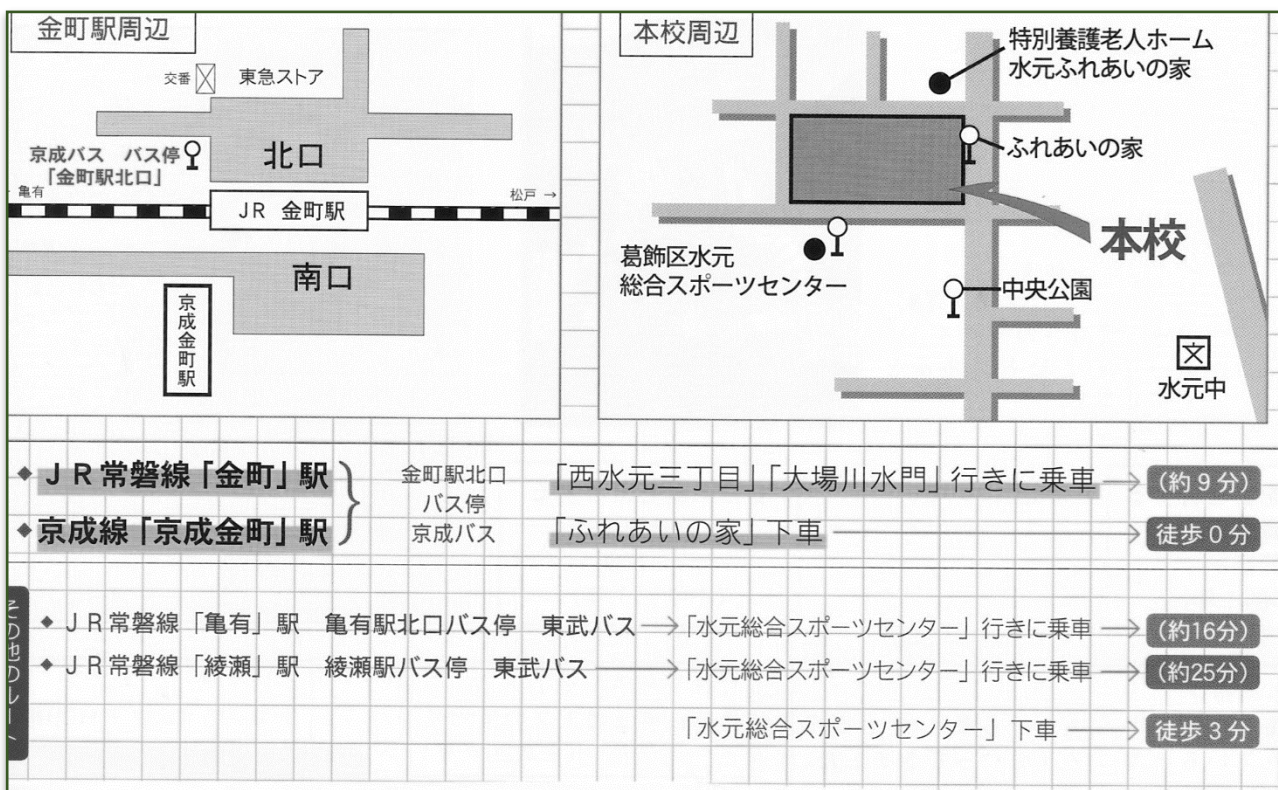 金町駅周辺
交番
東急ストア
京成バス バス停
「金町駅北口」
北口
亀有
松戸 →
JR 金町駅
南口
京成金町駅
本校周辺
特別養護老人ホーム
水元ふれあいの家
ふれあいの家
本校
葛飾区水元
総合スポーツセンター
中央公園
文
水元中
◆ JR常磐線「金町」駅
◆ 京成線「京成金町」駅
金町駅北口
バス停
京成バス
「西水元三丁目」「大場川水門」行きに乗車 → (約9分)
「ふれあいの家」下車 → 徒歩0分
その他のルー
◆ JR常磐線「亀有」駅 亀有駅北口バス停 東武バス → 「水元総合スポーツセンター」行きに乗車 → (約16分)
◆ JR常磐線「綾瀬」駅 綾瀬駅バス停 東武バス → 「水元総合スポーツセンター」行きに乗車 → (約25分)
「水元総合スポーツセンター」下車 → 徒歩3分